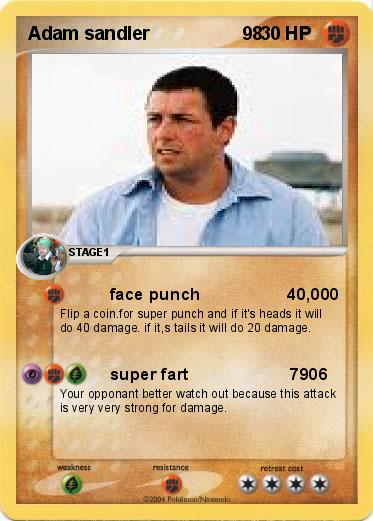 Adam sandler 9830 HP
STAGE1
face punch 40,000
Flip a coin.for super punch and if it's heads it will
do 40 damage. if,s tails it will do 20 damage.
super fart 7906
Your opponant better watch out because this attack
is very very strong for damage.
weakness resistance retreat cost
©2004 Pokémon/Nintendo